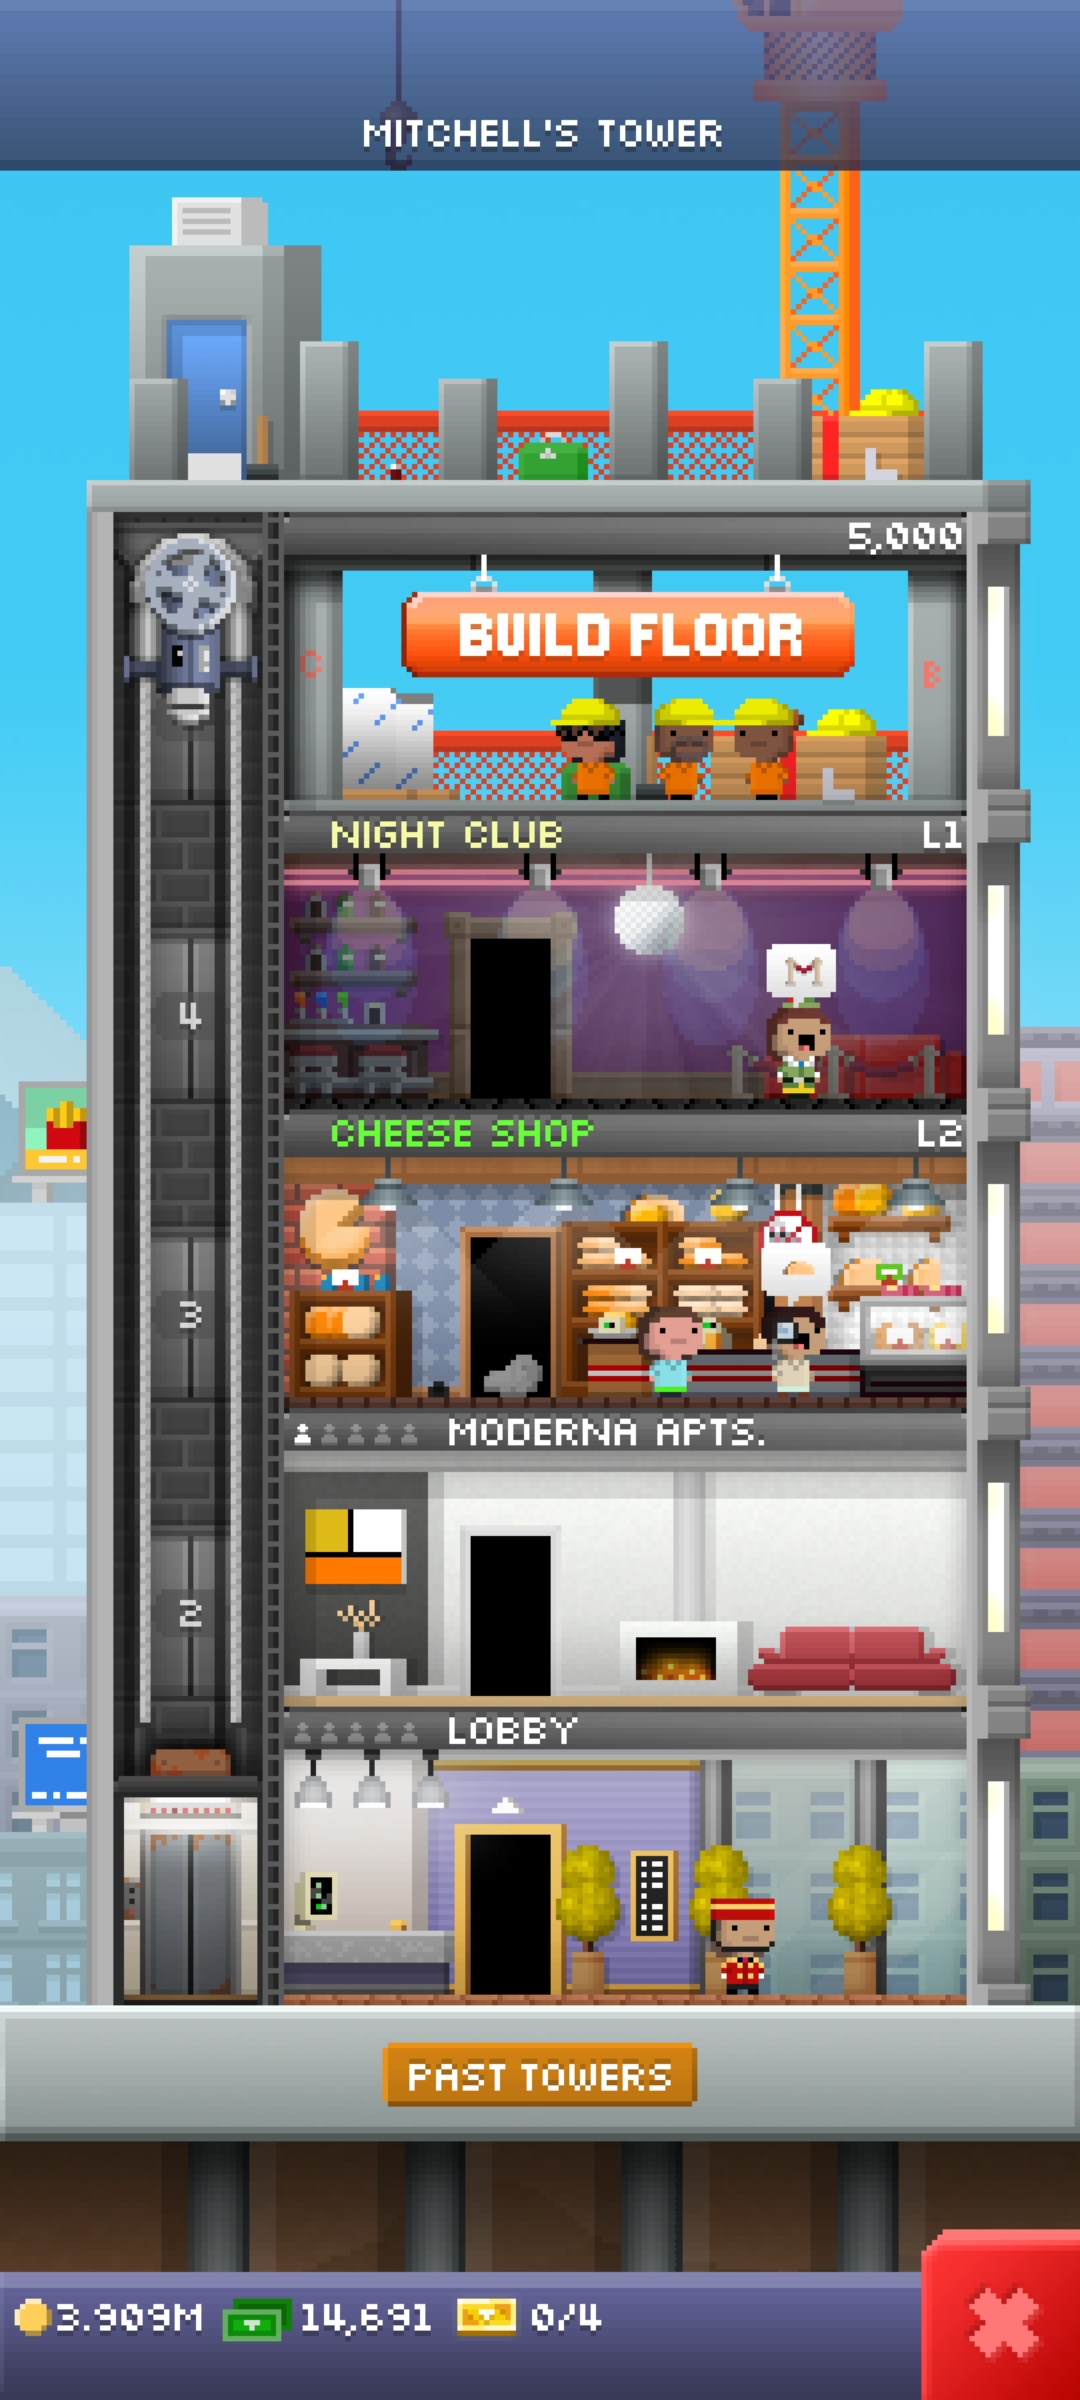 MITCHELL'S TOWER
5,000
BUILD FLOOR
C
B
NIGHT CLUB L1
M
4
CHEESE SHOP L2
3
MODERNA APTS.
2
LOBBY
PAST TOWERS
3.909M 14,691 0/4